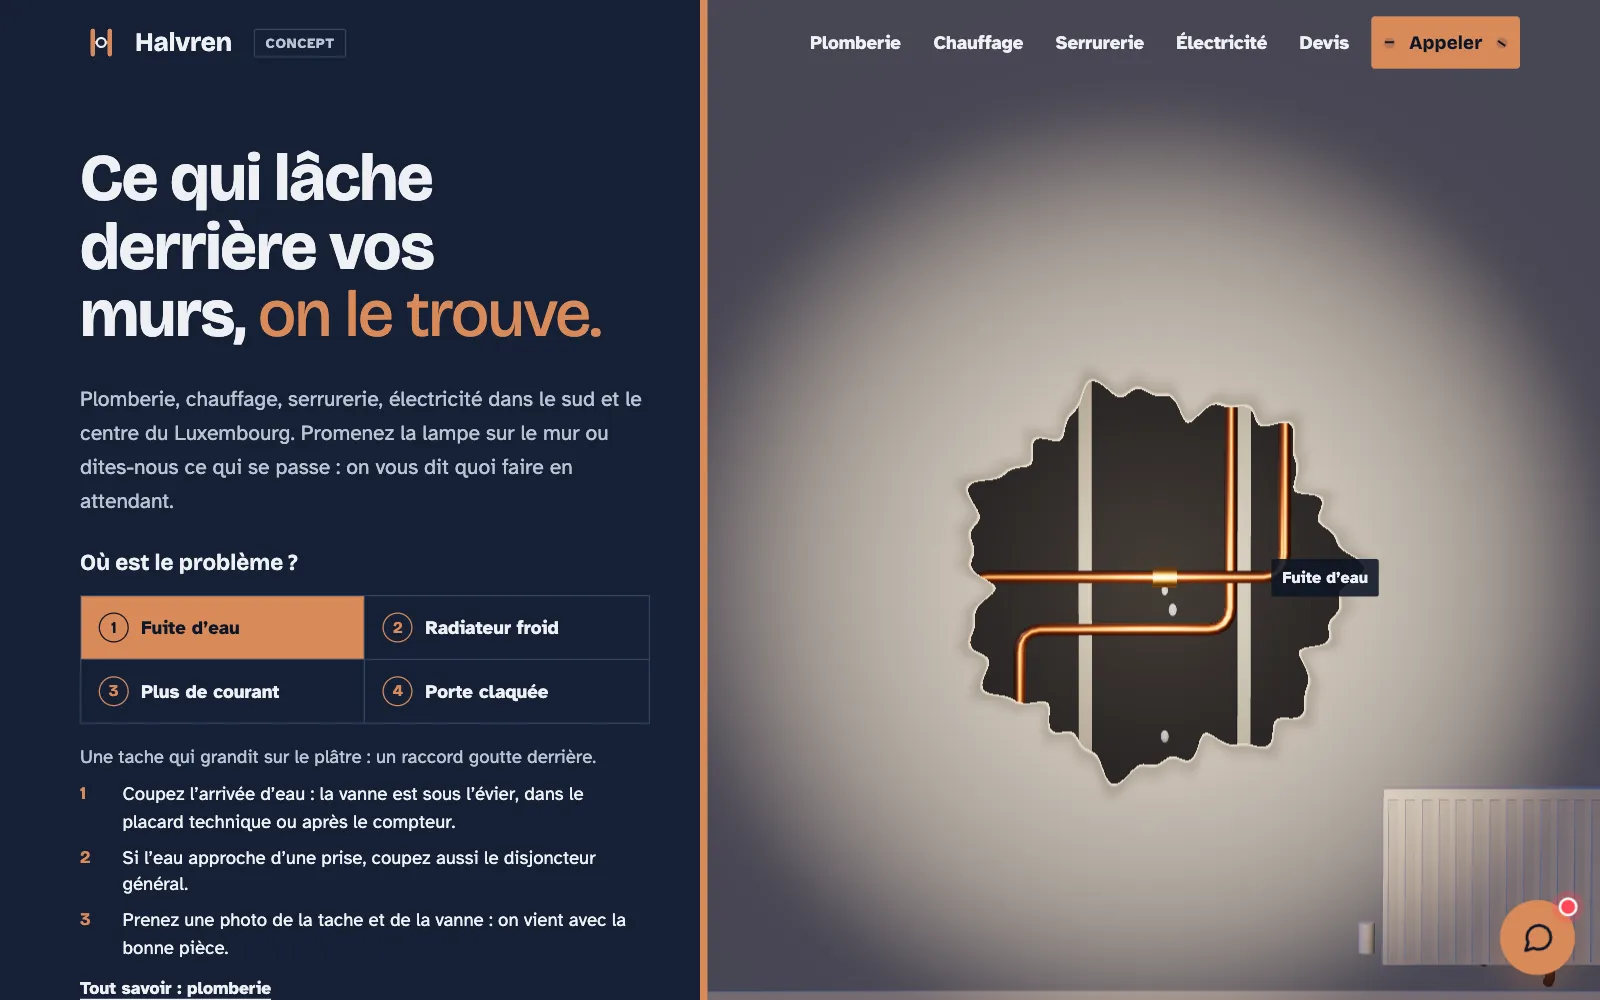 Halvren
CONCEPT
Plomberie
Chauffage
Serrurerie
Électricité
Devis
Appeler
Ce qui lâche
derrière vos
murs, on le trouve.
Plomberie, chauffage, serrurerie, électricité dans le sud et le
centre du Luxembourg. Promenez la lampe sur le mur ou
dites-nous ce qui se passe : on vous dit quoi faire en
attendant.
Où est le problème ?
1 Fuite d’eau
2 Radiateur froid
3 Plus de courant
4 Porte claquée
Une tache qui grandit sur le plâtre : un raccord goutte derrière.
1 Coupez l’arrivée d’eau : la vanne est sous l’évier, dans le
placard technique ou après le compteur.
2 Si l’eau approche d’une prise, coupez aussi le disjoncteur
général.
3 Prenez une photo de la tache et de la vanne : on vient avec la
bonne pièce.
Tout savoir : plomberie
Fuite d’eau